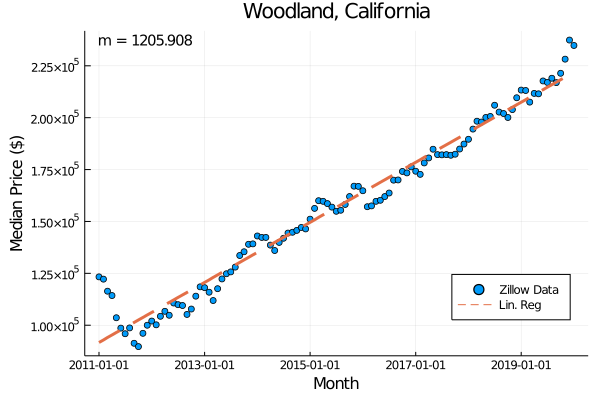 Woodland, California
m = 1205.908
2.25×10⁵
2.00×10⁵
1.75×10⁵
1.50×10⁵
1.25×10⁵
1.00×10⁵
Median Price ($)
Zillow Data
Lin. Reg
2011-01-01 2013-01-01 2015-01-01 2017-01-01 2019-01-01
Month